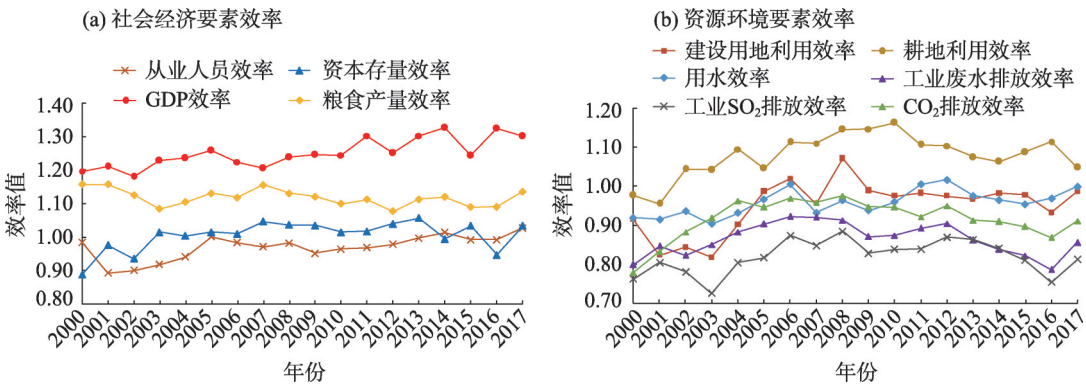 (a) 社会经济要素效率
从业人员效率 资本存量效率
GDP效率 粮食产量效率
1.40
1.30
1.20
1.10
1.00
0.90
0.80
效率值
2000 2001 2002 2003 2004 2005 2006 2007 2008 2009 2010 2011 2012 2013 2014 2015 2016 2017
年份
(b) 资源环境要素效率
建设用地利用效率 耕地利用效率
用水效率 工业废水排放效率
工业SO₂排放效率 CO₂排放效率
1.20
1.10
1.00
0.90
0.80
0.70
效率值
2000 2001 2002 2003 2004 2005 2006 2007 2008 2009 2010 2011 2012 2013 2014 2015 2016 2017
年份